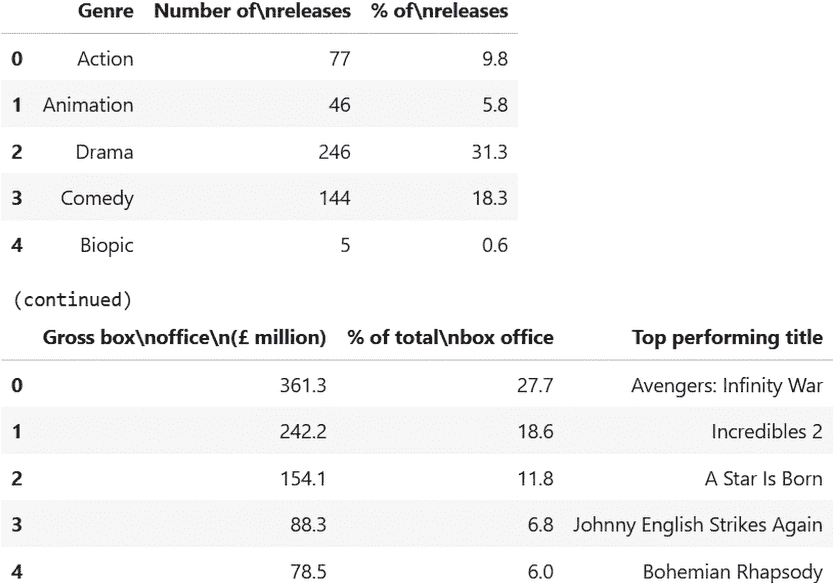 Genre Number of\nreleases % of\nreleases
0 Action 77 9.8
1 Animation 46 5.8
2 Drama 246 31.3
3 Comedy 144 18.3
4 Biopic 5 0.6
(continued)
Gross box\noffice\n(£ million) % of total\nbox office Top performing title
0 361.3 27.7 Avengers: Infinity War
1 242.2 18.6 Incredibles 2
2 154.1 11.8 A Star Is Born
3 88.3 6.8 Johnny English Strikes Again
4 78.5 6.0 Bohemian Rhapsody